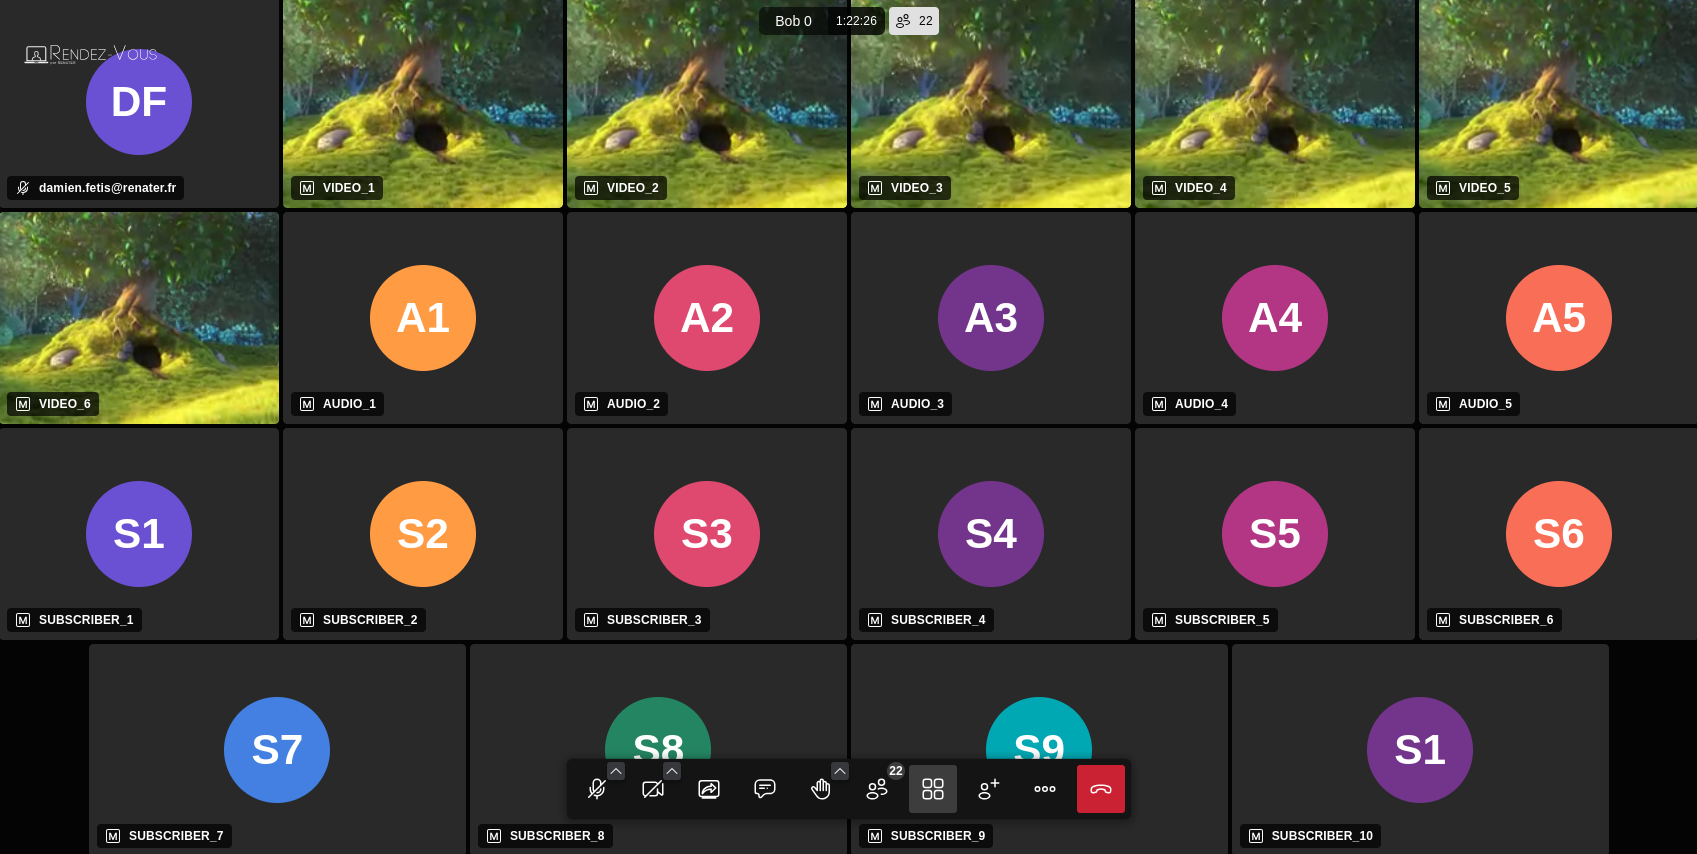 Bob 0
1:22:26
22
RENDEZ-VOUS
DF
damien.fetis@renater.fr
M VIDEO_1
M VIDEO_2
M VIDEO_3
M VIDEO_4
M VIDEO_5
M VIDEO_6
A1
M AUDIO_1
A2
M AUDIO_2
A3
M AUDIO_3
A4
M AUDIO_4
A5
M AUDIO_5
S1
M SUBSCRIBER_1
S2
M SUBSCRIBER_2
S3
M SUBSCRIBER_3
S4
M SUBSCRIBER_4
S5
M SUBSCRIBER_5
S6
M SUBSCRIBER_6
S7
M SUBSCRIBER_7
S8
M SUBSCRIBER_8
S9
M SUBSCRIBER_9
S1
M SUBSCRIBER_10
22